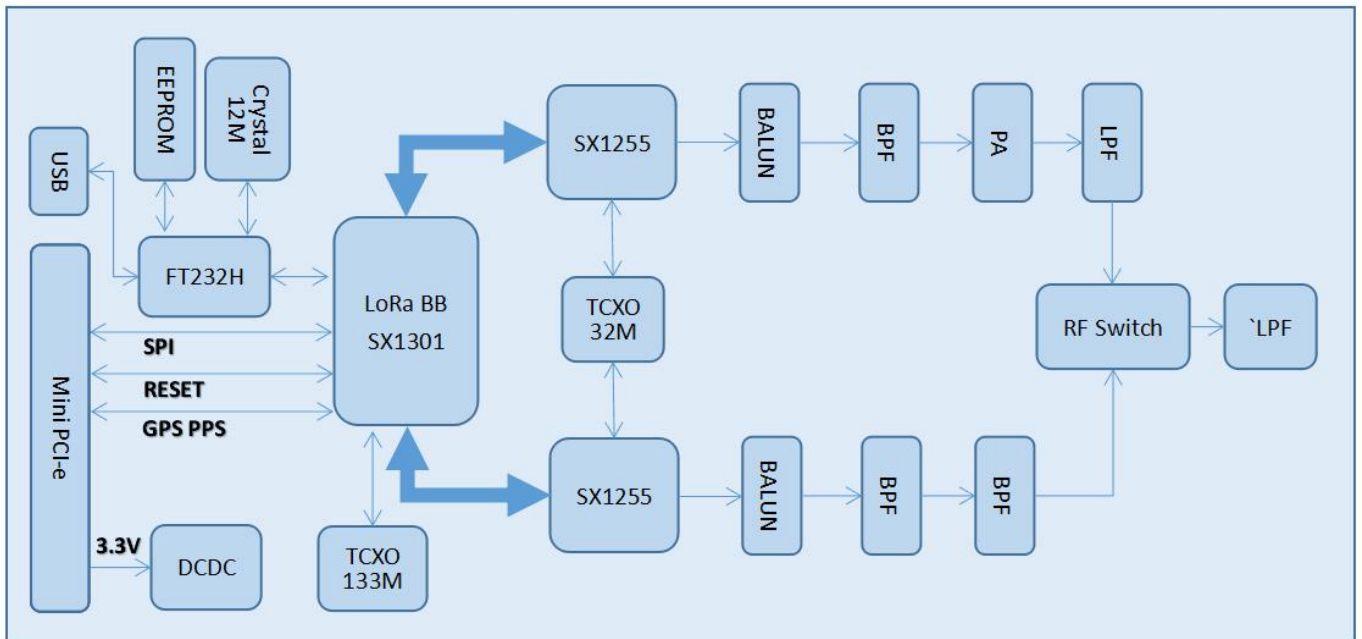 EEPROM
Crystal
12M
USB
FT232H
Mini PCI-e
SPI
RESET
GPS PPS
3.3V
DCDC
LoRa BB
SX1301
TCXO
133M
SX1255
BALUN
BPF
PA
LPF
TCXO
32M
RF Switch
`LPF
SX1255
BALUN
BPF
BPF